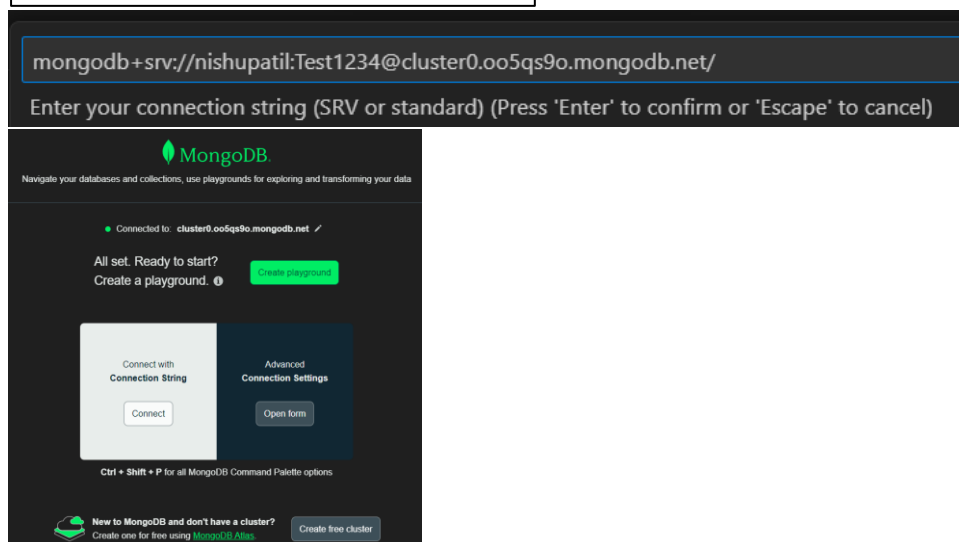 mongodb+srv://nishupatil:Test1234@cluster0.oo5qs9o.mongodb.net/
Enter your connection string (SRV or standard) (Press 'Enter' to confirm or 'Escape' to cancel)
MongoDB.
Navigate your databases and collections, use playgrounds for exploring and transforming your data
Connected to: cluster0.oo5qs9o.mongodb.net
All set. Ready to start?
Create a playground.
Create playground
Connect with
Connection String
Connect
Advanced
Connection Settings
Open form
Ctrl + Shift + P for all MongoDB Command Palette options
New to MongoDB and don't have a cluster?
Create one for free using MongoDB Atlas.
Create free cluster